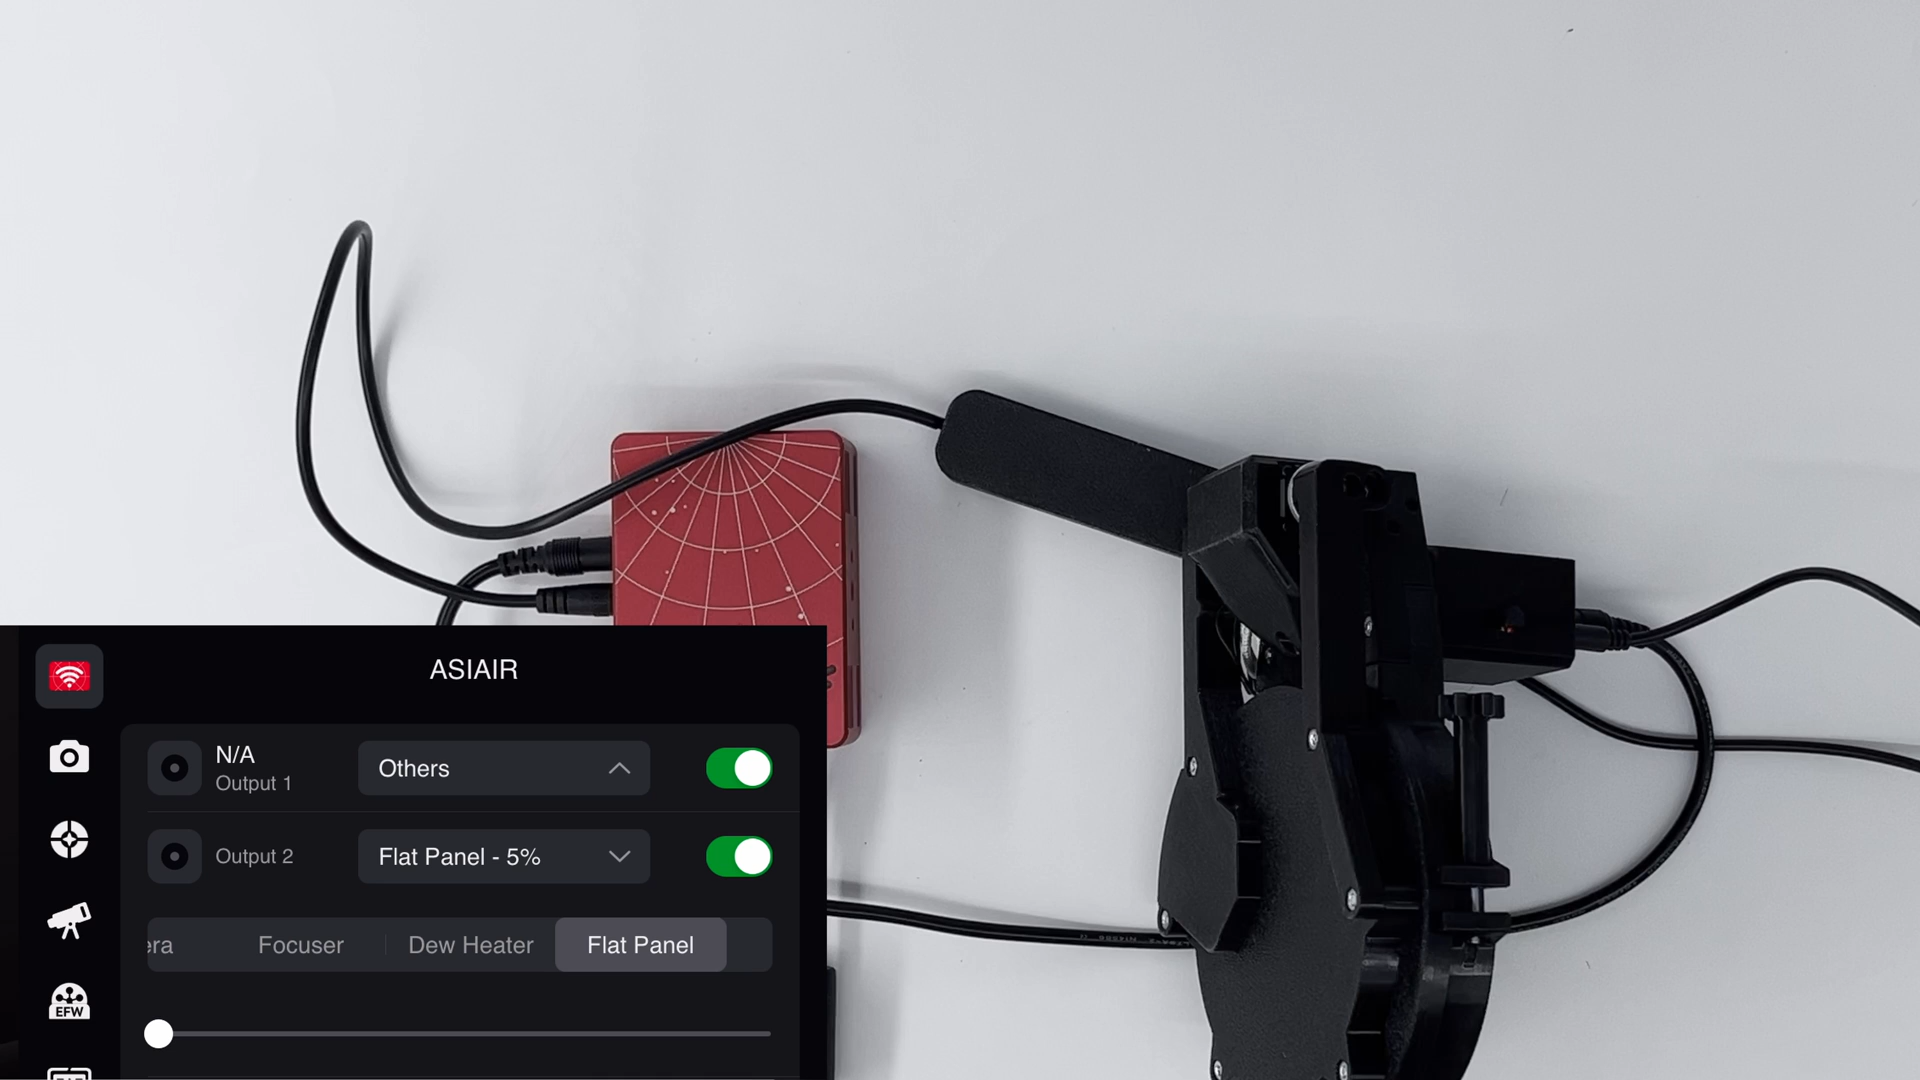 ASIAIR
N/A
Output 1
Others
Output 2
Flat Panel - 5%
era
Focuser
Dew Heater
Flat Panel
EFW